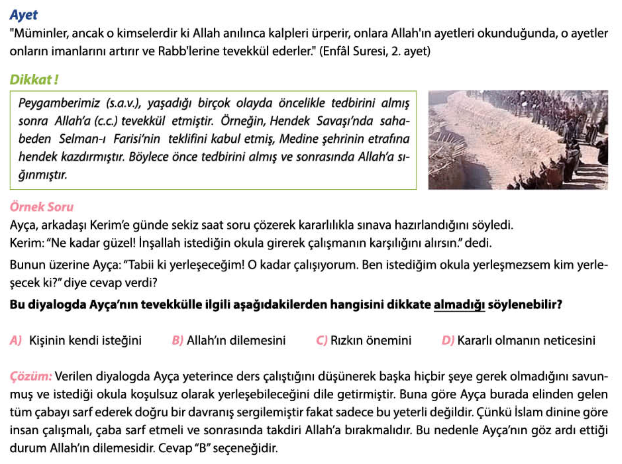 Ayet
"Müminler, ancak o kimselerdir ki Allah anılınca kalpleri ürperir, onlara Allah'ın ayetleri okunduğunda, o ayetler
onların imanlarını artırır ve Rabb'lerine tevekkül ederler." (Enfâl Suresi, 2. ayet)
Dikkat !
Peygamberimiz (s.a.v.), yaşadığı birçok olayda öncelikle tedbirini almış
sonra Allah'a (c.c.) tevekkül etmiştir. Örneğin, Hendek Savaşı'nda saha-
beden Selman-ı Farisi'nin teklifini kabul etmiş, Medine şehrinin etrafına
hendek kazdırmıştır. Böylece önce tedbirini almış ve sonrasında Allah'a sı-
ğınmıştır.
Örnek Soru
Ayça, arkadaşı Kerim'e günde sekiz saat soru çözerek kararlılıkla sınava hazırlandığını söyledi.
Kerim: "Ne kadar güzel! İnşallah istediğin okula girerek çalışmanın karşılığını alırsın." dedi.
Bunun üzerine Ayça: "Tabii ki yerleşeceğim! O kadar çalışıyorum. Ben istediğim okula yerleşmezsem kim yerle-
şecek ki?" diye cevap verdi?
Bu diyalogda Ayça'nın tevekkülle ilgili aşağıdakilerden hangisini dikkate almadığı söylenebilir?
A) Kişinin kendi isteğini B) Allah'ın dilemesini C) Rızkın önemini D) Kararlı olmanın neticesini
Çözüm: Verilen diyalogda Ayça yeterince ders çalıştığını düşünerek başka hiçbir şeye gerek olmadığını savun-
muş ve istediği okula koşulsuz olarak yerleşebileceğini dile getirmiştir. Buna göre Ayça burada elinden gelen
tüm çabayı sarf ederek doğru bir davranış sergilemiştir fakat sadece bu yeterli değildir. Çünkü İslam dinine göre
insan çalışmalı, çaba sarf etmeli ve sonrasında takdiri Allah'a bırakmalıdır. Bu nedenle Ayça'nın göz ardı ettiği
durum Allah'ın dilemesidir. Cevap "B" seçeneğidir.